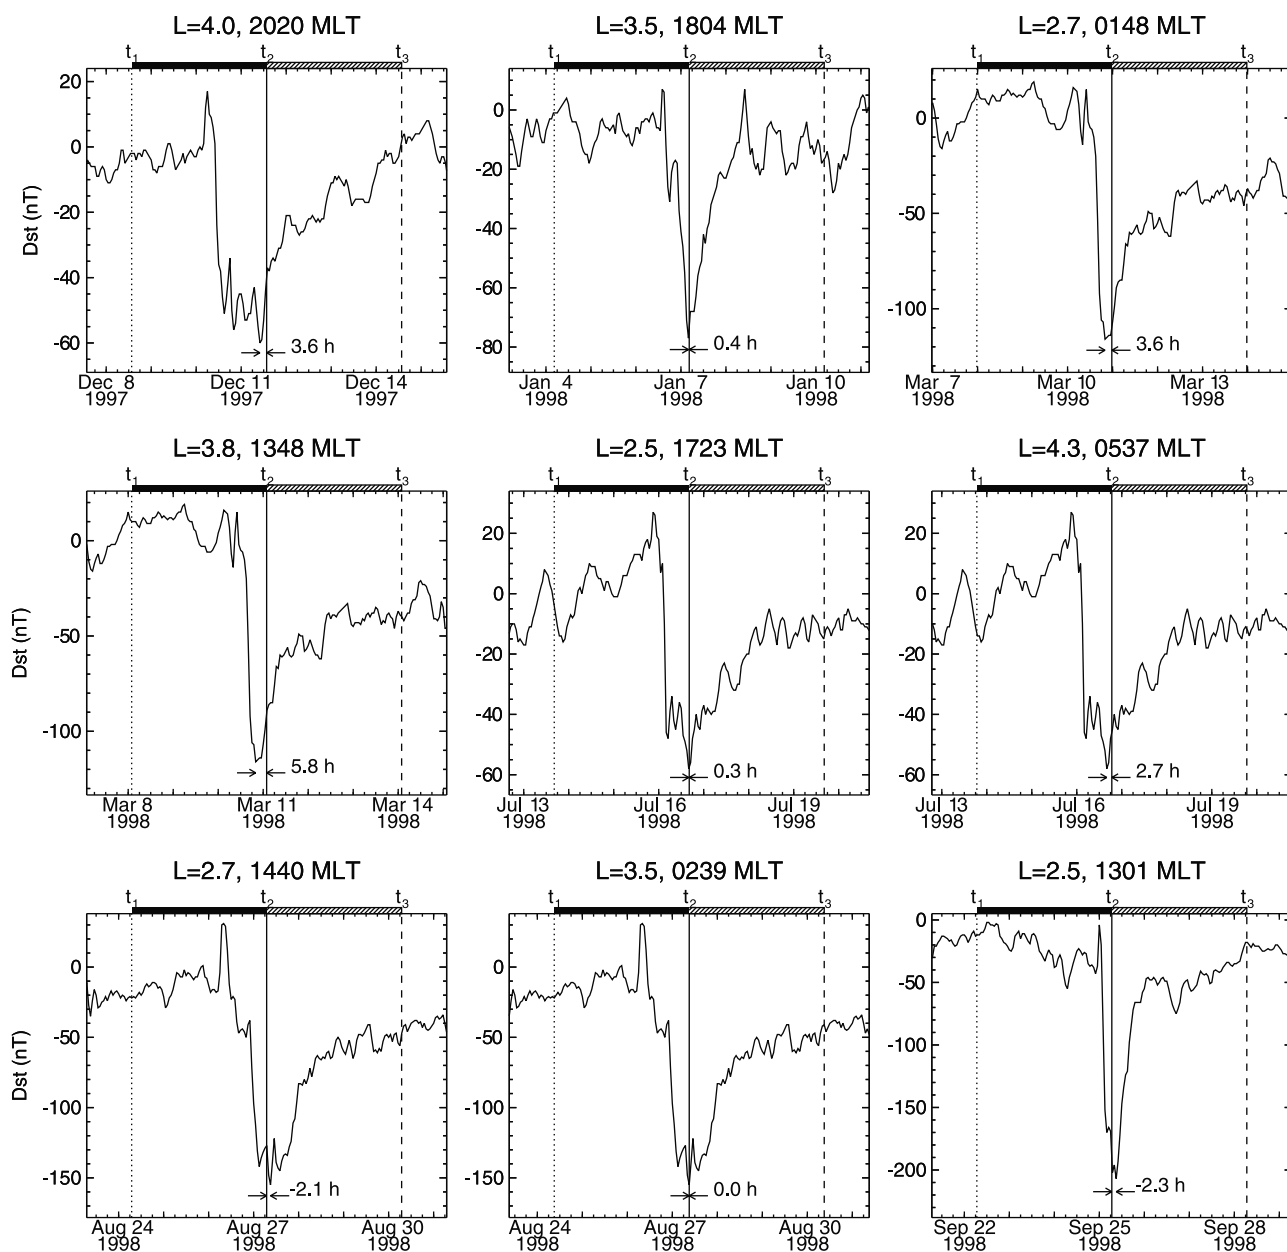 L=4.0, 2020 MLT
L=3.5, 1804 MLT
L=2.7, 0148 MLT
t1 t2 t3
t1 t2 t3
t1 t2 t3
Dst (nT)
20
0
-20
-40
-60
3.6 h
Dec 8 Dec 11 Dec 14
1997 1997 1997
0
-20
-40
-60
-80
0.4 h
Jan 4 Jan 7 Jan 10
1998 1998 1998
0
-50
-100
3.6 h
Mar 7 Mar 10 Mar 13
1998 1998 1998
L=3.8, 1348 MLT
L=2.5, 1723 MLT
L=4.3, 0537 MLT
t1 t2 t3
t1 t2 t3
t1 t2 t3
Dst (nT)
0
-50
-100
5.8 h
Mar 8 Mar 11 Mar 14
1998 1998 1998
20
0
-20
-40
-60
0.3 h
Jul 13 Jul 16 Jul 19
1998 1998 1998
20
0
-20
-40
-60
2.7 h
Jul 13 Jul 16 Jul 19
1998 1998 1998
L=2.7, 1440 MLT
L=3.5, 0239 MLT
L=2.5, 1301 MLT
t1 t2 t3
t1 t2 t3
t1 t2 t3
Dst (nT)
0
-50
-100
-150
-2.1 h
Aug 24 Aug 27 Aug 30
1998 1998 1998
0
-50
-100
-150
0.0 h
Aug 24 Aug 27 Aug 30
1998 1998 1998
0
-50
-100
-150
-200
-2.3 h
Sep 22 Sep 25 Sep 28
1998 1998 1998